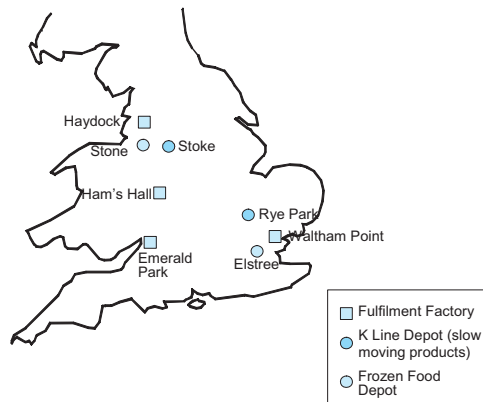 Haydock
Stone
Stoke
Ham's Hall
Rye Park
Waltham Point
Emerald
Park
Elstree
Fulfilment Factory
K Line Depot (slow
moving products)
Frozen Food
Depot